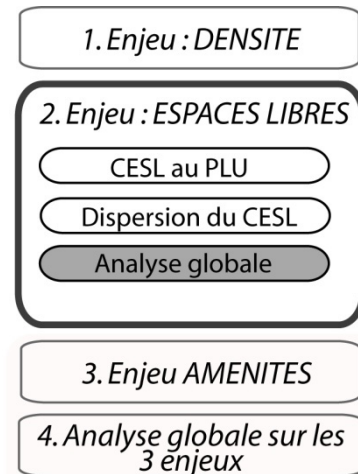 1. Enjeu : DENSITE
2. Enjeu : ESPACES LIBRES
CESL au PLU
Dispersion du CESL
Analyse globale
3. Enjeu AMENITES
4. Analyse globale sur les
3 enjeux